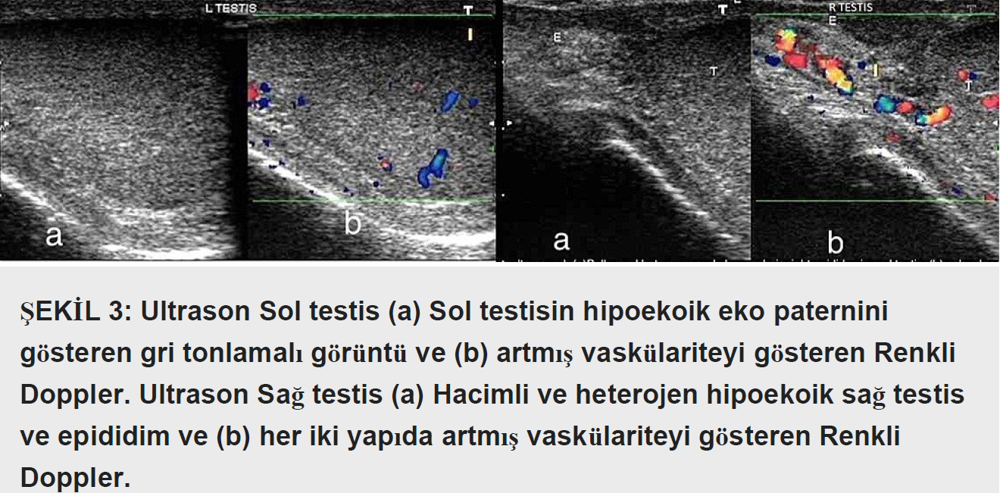 L TESTIS T R TESTIS
I E E T T I T
a b a b
ŞEKİL 3: Ultrason Sol testis (a) Sol testisin hipoekoik eko paternini
gösteren gri tonlamalı görüntü ve (b) artmış vaskülariteyi gösteren Renkli
Doppler. Ultrason Sağ testis (a) Hacimli ve heterojen hipoekoik sağ testis
ve epididim ve (b) her iki yapıda artmış vaskülariteyi gösteren Renkli
Doppler.